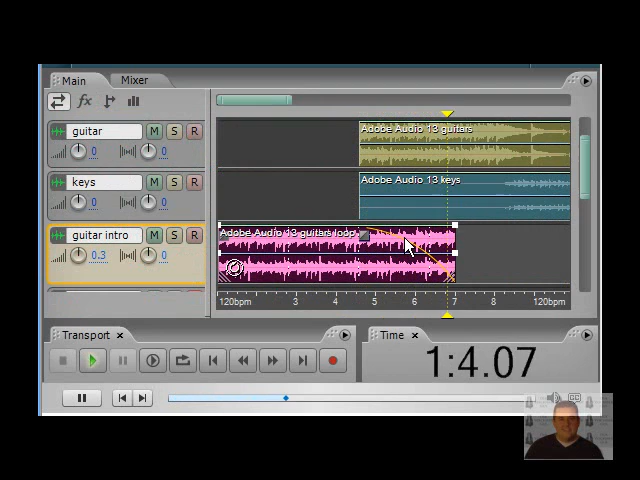 Main
Mixer
fx
guitar
M S R
Adobe Audio 13 guitars
0 0
keys
M S R
Adobe Audio 13 keys
0 0
guitar intro
M S R
Adobe Audio 13 guitars loop
0.3 0
120bpm 3 4 5 6 7 8 120bpm
Transport x
Time x
1:4.07
CC